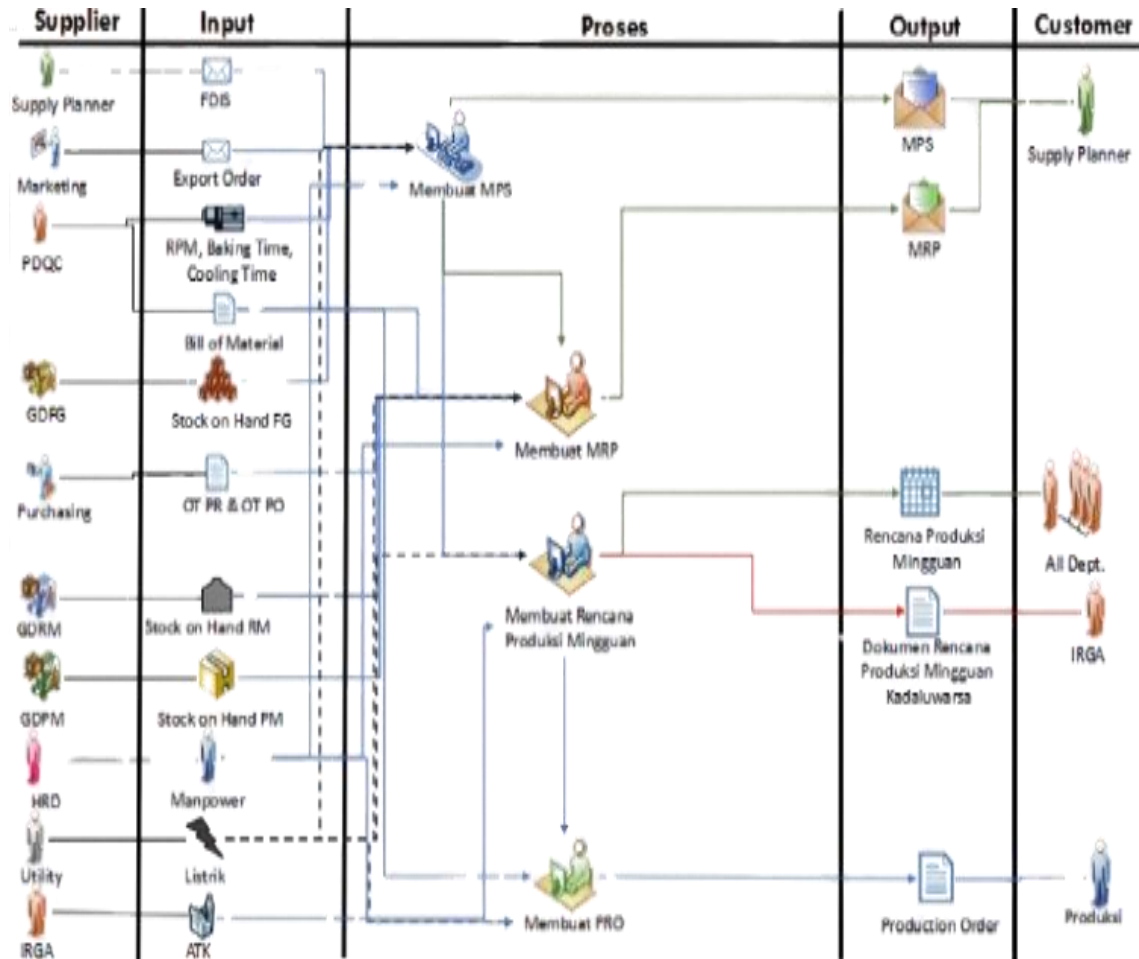 Supplier
Input
Proses
Output
Customer
Supply Planner
FDIS
Marketing
Export Order
Membuat MPS
MPS
Supply Planner
PDQC
RPM, Baking Time,
Cooling Time
MRP
Bill of Material
GDFG
Stock on Hand FG
Membuat MRP
Purchasing
OT PR & OT PO
Rencana Produksi
Mingguan
All Dept.
GDRM
Stock on Hand RM
Membuat Rencana
Produksi Mingguan
Dokumen Rencana
Produksi Mingguan
Kadaluwarsa
IRGA
GDPM
Stock on Hand PM
HRD
Manpower
Utility
Listrik
IRGA
ATK
Membuat PRO
Production Order
Produksi